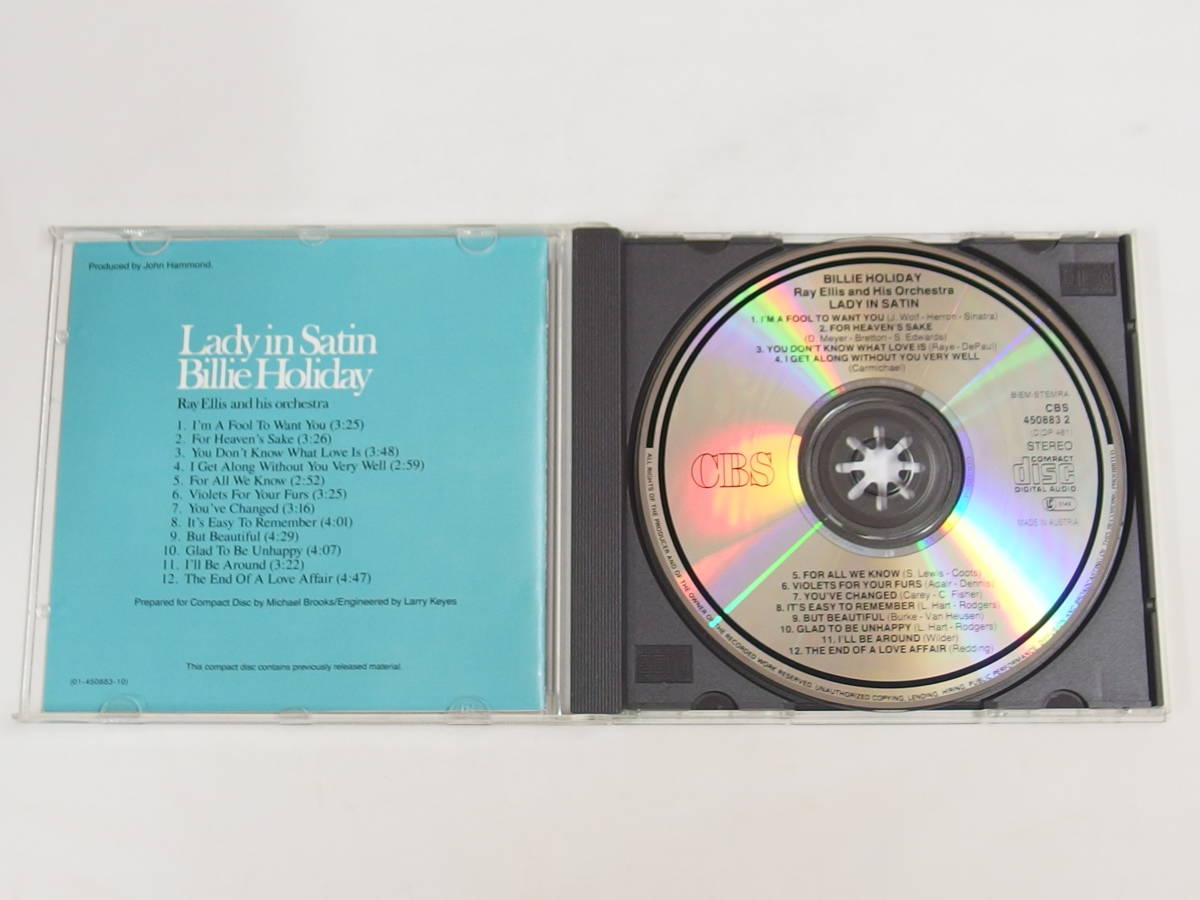 Produced by John Hammond.
Lady in Satin
Billie Holiday
Ray Ellis and his orchestra
1. I'm A Fool To Want You (3:25)
2. For Heaven's Sake (3:26)
3. You Don't Know What Love Is (3:48)
4. I Get Along Without You Very Well (2:59)
5. For All We Know (2:52)
6. Violets For Your Furs (3:25)
7. You've Changed (3:16)
8. It's Easy To Remember (4:01)
9. But Beautiful (4:29)
10. Glad To Be Unhappy (4:07)
11. I'll Be Around (3:22)
12. The End Of A Love Affair (4:47)
Prepared for Compact Disc by Michael Brooks/Engineered by Larry Keyes
This compact disc contains previously released material.
(01-450883-10)
BILLIE HOLIDAY
Ray Ellis and His Orchestra
LADY IN SATIN
1. I'M A FOOL TO WANT YOU (J. Wolf - Herron - Sinatra)
2. FOR HEAVEN'S SAKE
(D. Meyer - Bretton - S. Edwards)
3. YOU DON'T KNOW WHAT LOVE IS (Raye - DePaul)
4. I GET ALONG WITHOUT YOU VERY WELL
(Carmichael)
BIEM-STEMRA
CBS
450883 2
STEREO
COMPACT
disc
DIGITAL AUDIO
MADE IN AUSTRIA
CBS
5. FOR ALL WE KNOW (S. Lewis - Coots)
6. VIOLETS FOR YOUR FURS (Adair - Dennis)
7. YOU'VE CHANGED (Carey - C. Fisher)
8. IT'S EASY TO REMEMBER (L. Hart - Rodgers)
9. BUT BEAUTIFUL (Burke - Van Heusen)
10. GLAD TO BE UNHAPPY (L. Hart - Rodgers)
11. I'LL BE AROUND (Wilder)
12. THE END OF A LOVE AFFAIR (Redding)
ALL RIGHTS OF THE PRODUCER AND OF THE OWNER OF THE RECORDED WORK RESERVED. UNAUTHORIZED COPYING, LENDING, HIRING, PUBLIC PERFORMANCE